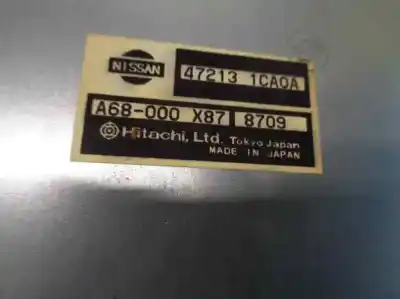 NISSAN
47213 1CA0A
A68-000 X87 8709
Hitachi, Ltd. Tokyo Japan
MADE IN JAPAN